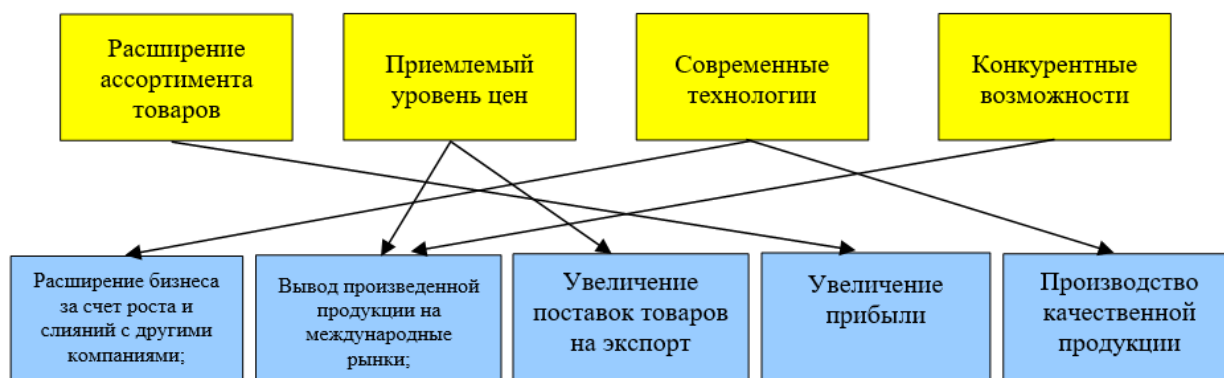 Расширение
ассортимента
товаров
Приемлемый
уровень цен
Современные
технологии
Конкурентные
возможности
Расширение бизнеса
за счет роста и
слияний с другими
компаниями;
Вывод произведенной
продукции на
международные
рынки;
Увеличение
поставок товаров
на экспорт
Увеличение
прибыли
Производство
качественной
продукции